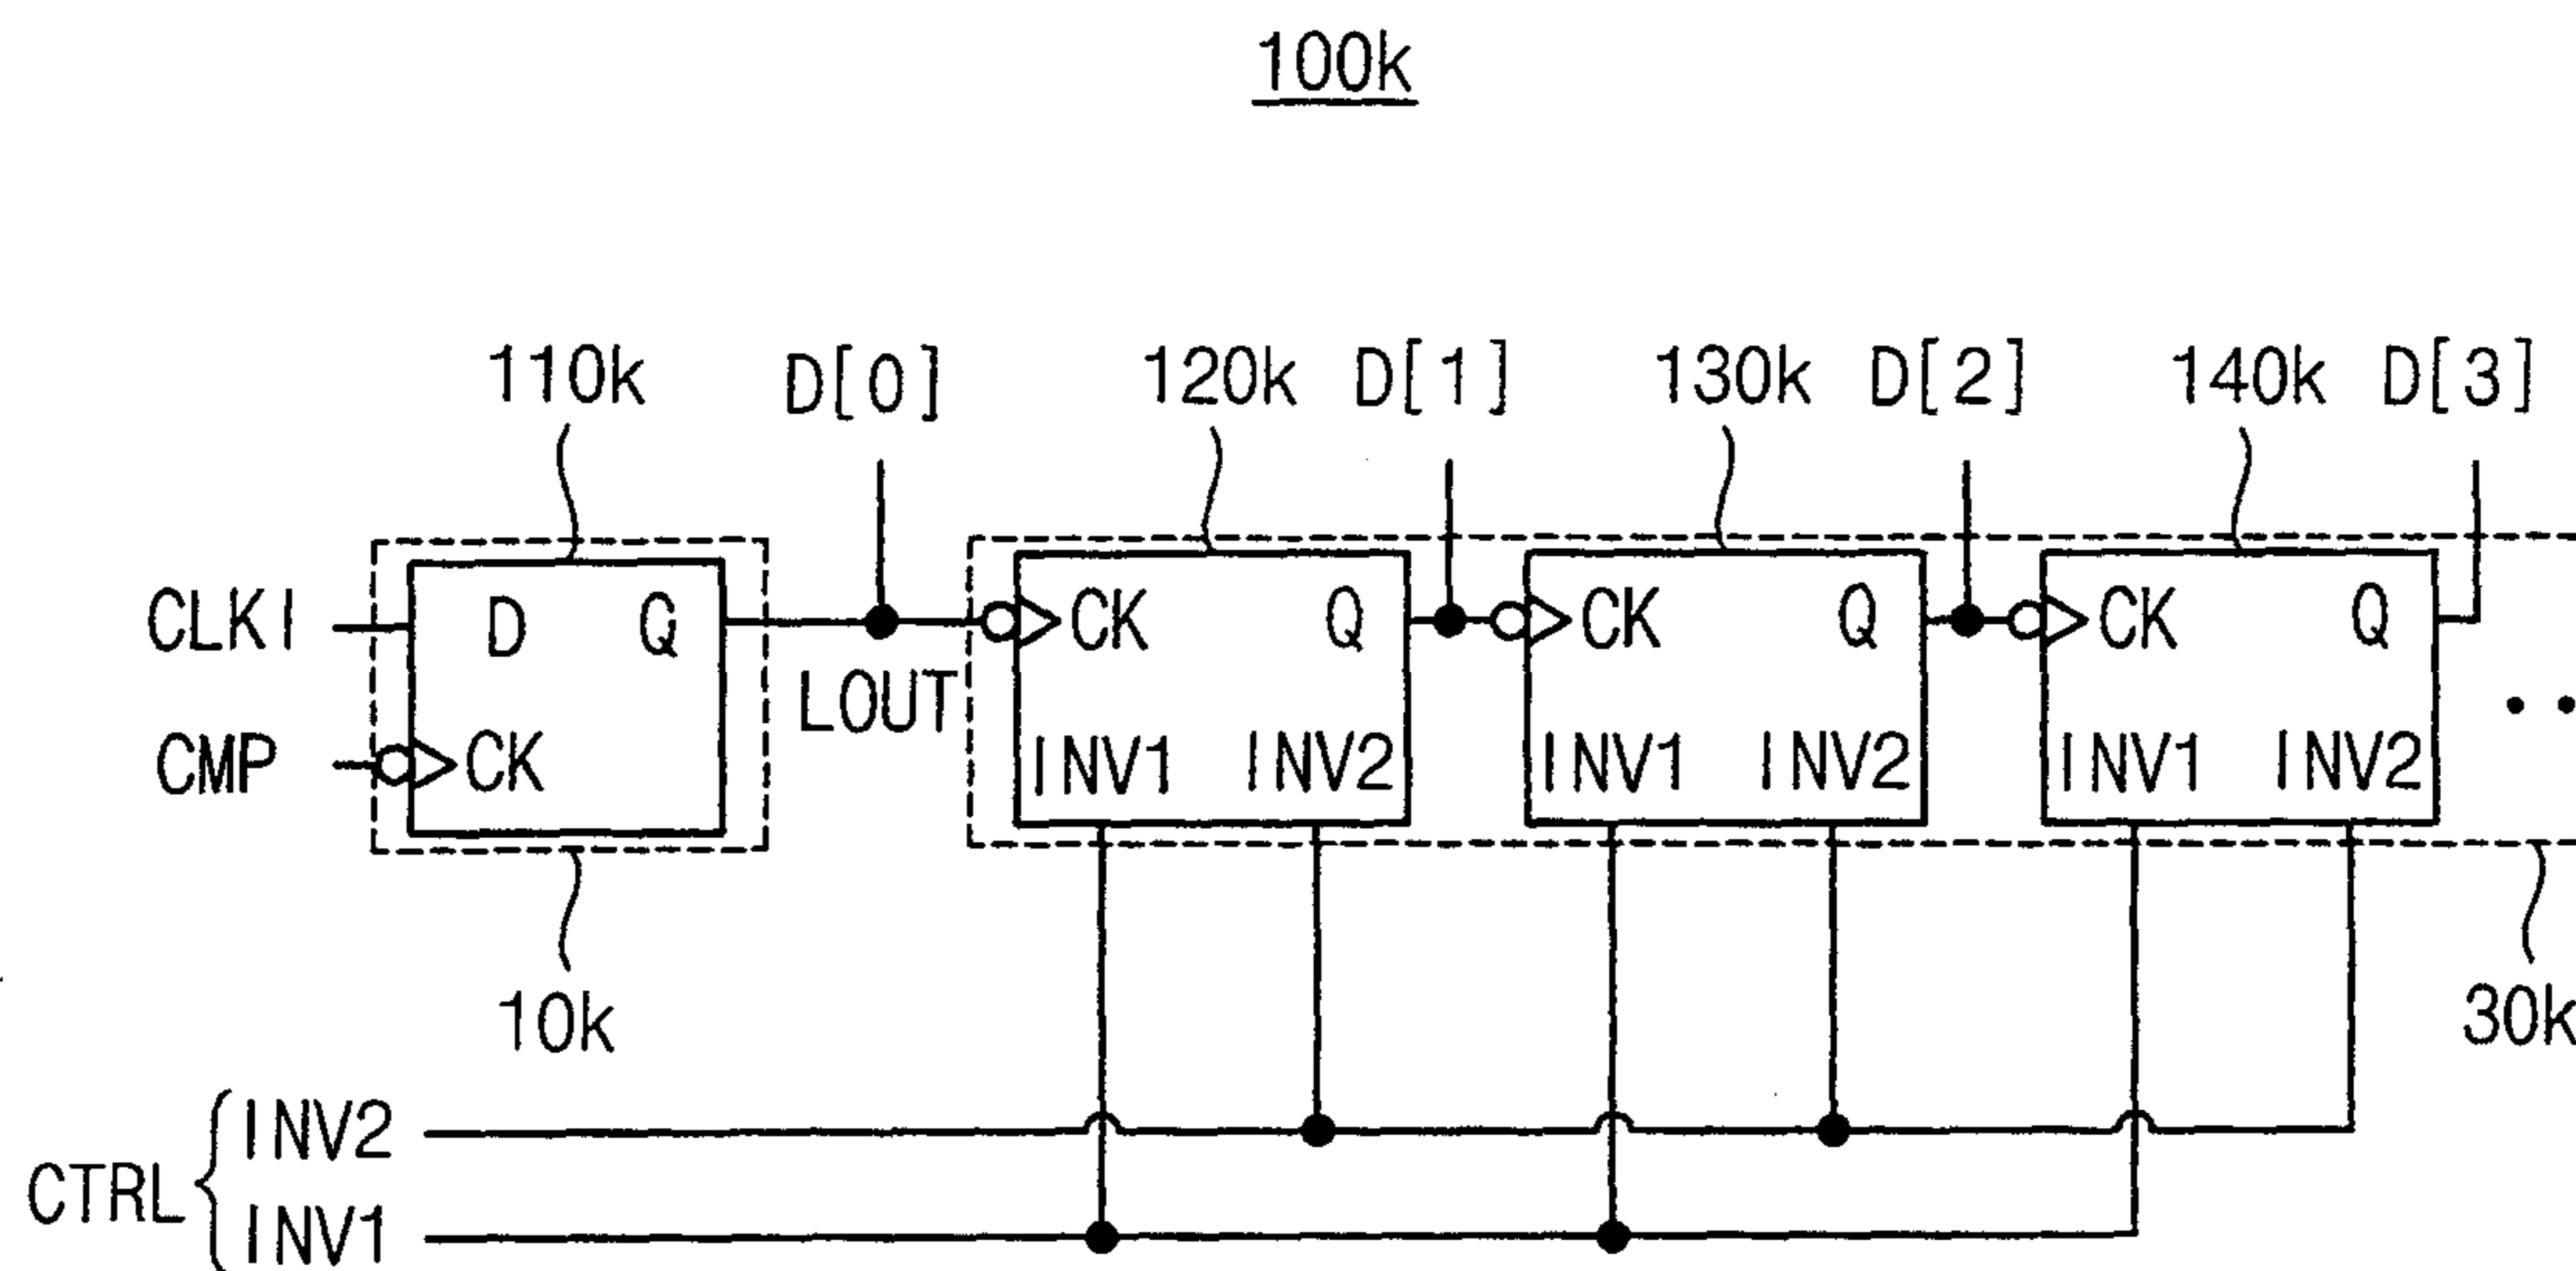 100k
110k D[0] 120k D[1] 130k D[2] 140k D[3]
CLKI D Q CK Q CK Q CK Q
LOUT
CMP CK INV1 INV2 INV1 INV2 INV1 INV2
10k 30k
CTRL { INV2
INV1